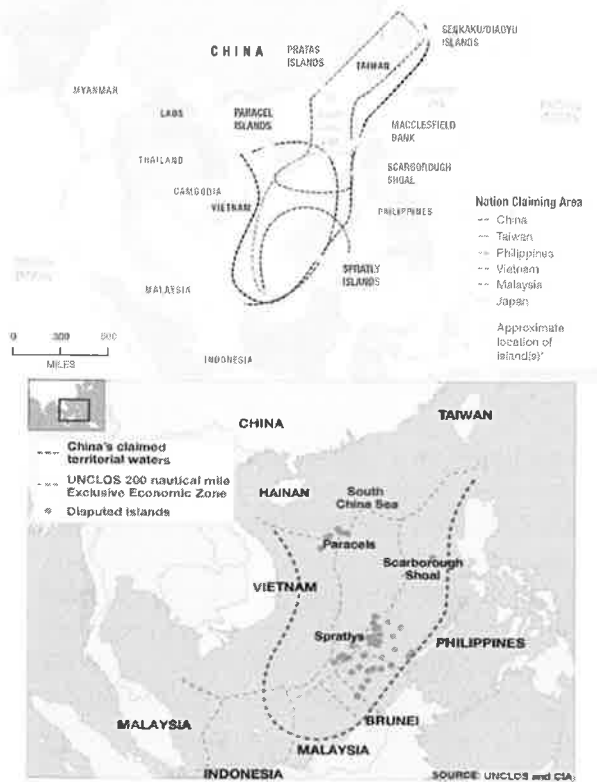 CHINA
PRATAS
ISLANDS
SENKAKU/DIAOYU
ISLANDS
TAIWAN
MYANMAR
LAOS
PARACEL
ISLANDS
MACCLESFIELD
BANK
THAILAND
SCARBOROUGH
SHOAL
CAMBODIA
VIETNAM
PHILIPPINES
Nation Claiming Area
China
Taiwan
Philippines
Vietnam
Malaysia
Japan
SPRATLY
ISLANDS
MALAYSIA
Approximate
location of
island(s)*
0 300 600
MILES
INDONESIA
China's claimed
territorial waters
UNCLOS 200 nautical mile
Exclusive Economic Zone
Disputed islands
CHINA
TAIWAN
HAINAN
South
China Sea
Paracels
Scarborough
Shoal
VIETNAM
Spratlys
PHILIPPINES
BRUNEI
MALAYSIA
MALAYSIA
INDONESIA
SOURCE: UNCLOS and CIA